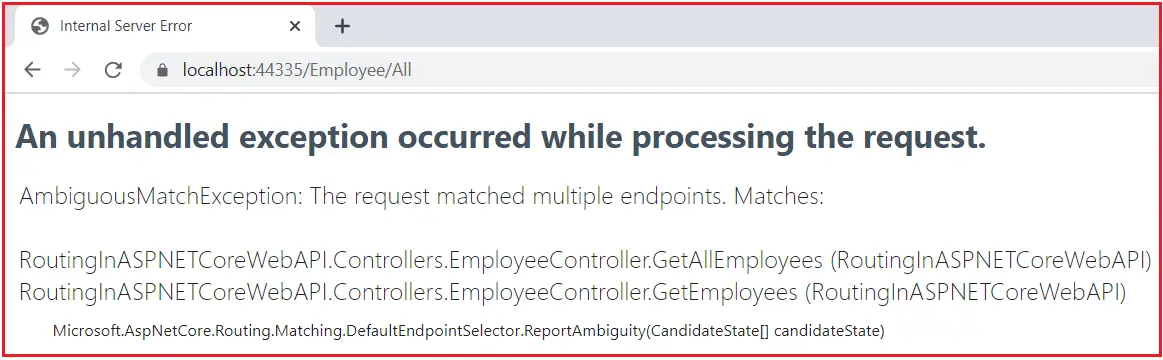 Internal Server Error
localhost:44335/Employee/All
An unhandled exception occurred while processing the request.
AmbiguousMatchException: The request matched multiple endpoints. Matches:
RoutingInASPNETCoreWebAPI.Controllers.EmployeeController.GetAllEmployees (RoutingInASPNETCoreWebAPI)
RoutingInASPNETCoreWebAPI.Controllers.EmployeeController.GetEmployees (RoutingInASPNETCoreWebAPI)
Microsoft.AspNetCore.Routing.Matching.DefaultEndpointSelector.ReportAmbiguity(CandidateState[] candidateState)